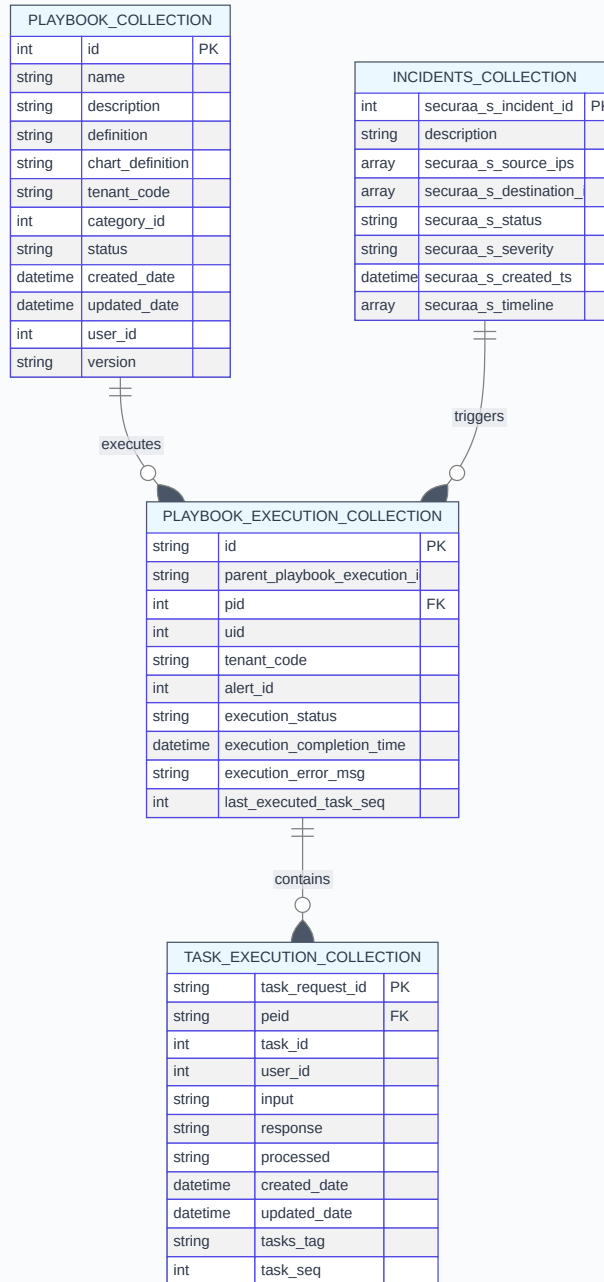 PLAYBOOK_COLLECTION
int id PK
string name
string description
string definition
string chart_definition
string tenant_code
int category_id
string status
datetime created_date
datetime updated_date
int user_id
string version
INCIDENTS_COLLECTION
int securaa_s_incident_id PK
string description
array securaa_s_source_ips
array securaa_s_destination_i
string securaa_s_status
string securaa_s_severity
datetime securaa_s_created_ts
array securaa_s_timeline
executes
triggers
PLAYBOOK_EXECUTION_COLLECTION
string id PK
string parent_playbook_execution_i
int pid FK
int uid
string tenant_code
int alert_id
string execution_status
datetime execution_completion_time
string execution_error_msg
int last_executed_task_seq
contains
TASK_EXECUTION_COLLECTION
string task_request_id PK
string peid FK
int task_id
int user_id
string input
string response
string processed
datetime created_date
datetime updated_date
string tasks_tag
int task_seq